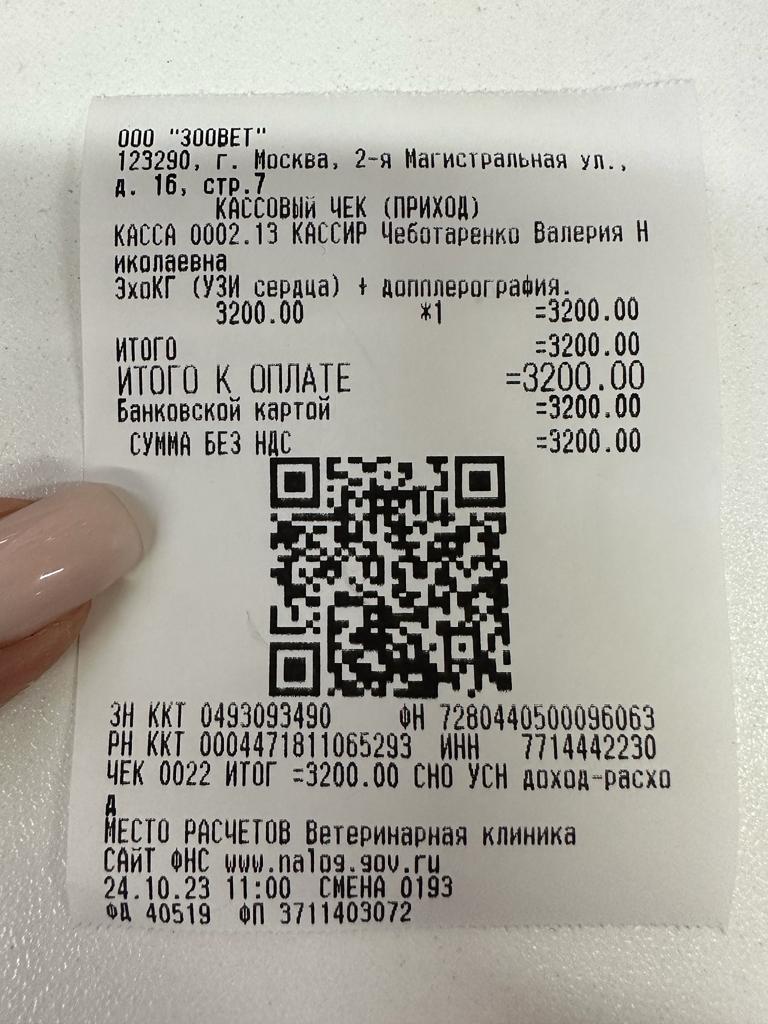 ООО "ЗООВЕТ"
123290, г. Москва, 2-я Магистральная ул.,
д. 16, стр.7
КАССОВЫЙ ЧЕК (ПРИХОД)
КАССА 0002.13 КАССИР Чеботаренко Валерия Н
иколаевна
ЭхоКГ (УЗИ сердца) + допплерография.
3200.00 *1 =3200.00
ИТОГО =3200.00
ИТОГО К ОПЛАТЕ =3200.00
Банковской картой =3200.00
СУММА БЕЗ НДС =3200.00
ЗН ККТ 0493093490 ФН 7280440500096063
РН ККТ 0004471811065293 ИНН 7714442230
ЧЕК 0022 ИТОГ =3200.00 СНО УСН доход-расхо
д
МЕСТО РАСЧЕТОВ Ветеринарная клиника
САЙТ ФНС www.nalog.gov.ru
24.10.23 11:00 СМЕНА 0193
ФД 40519 ФП 3711403072